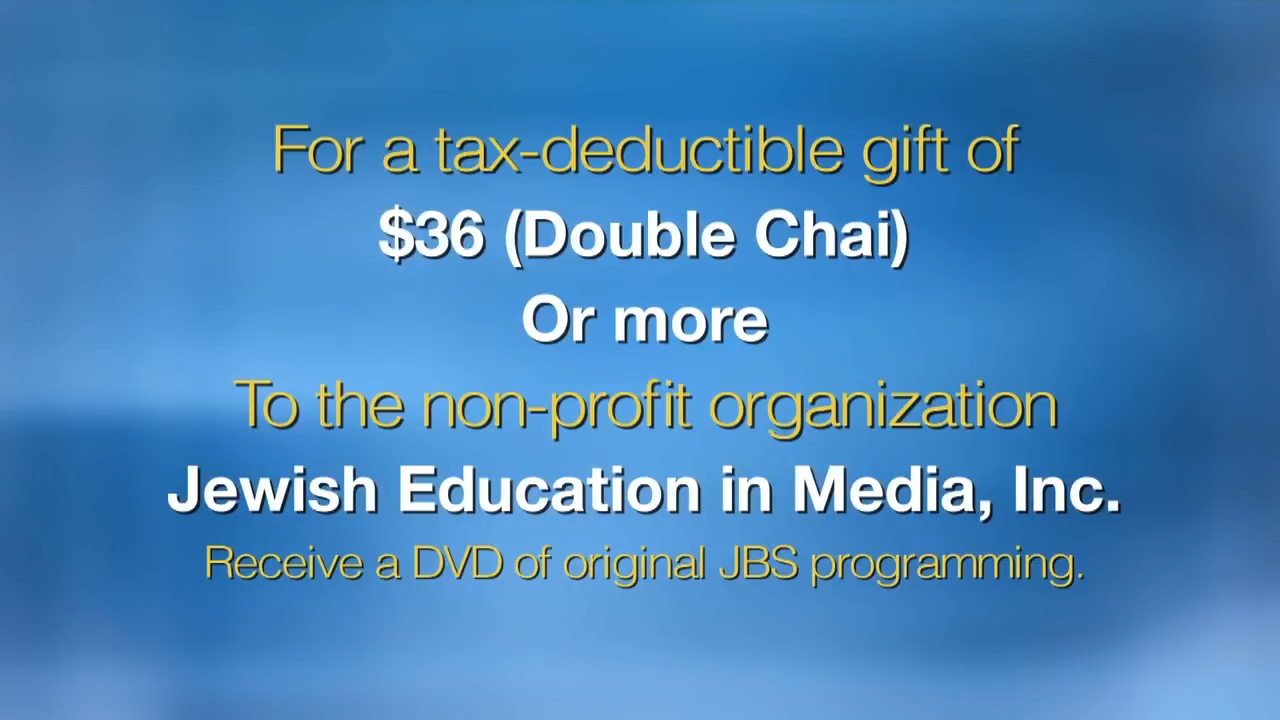 For a tax-deductible gift of
$36 (Double Chai)
Or more
To the non-profit organization
Jewish Education in Media, Inc.
Receive a DVD of original JBS programming.